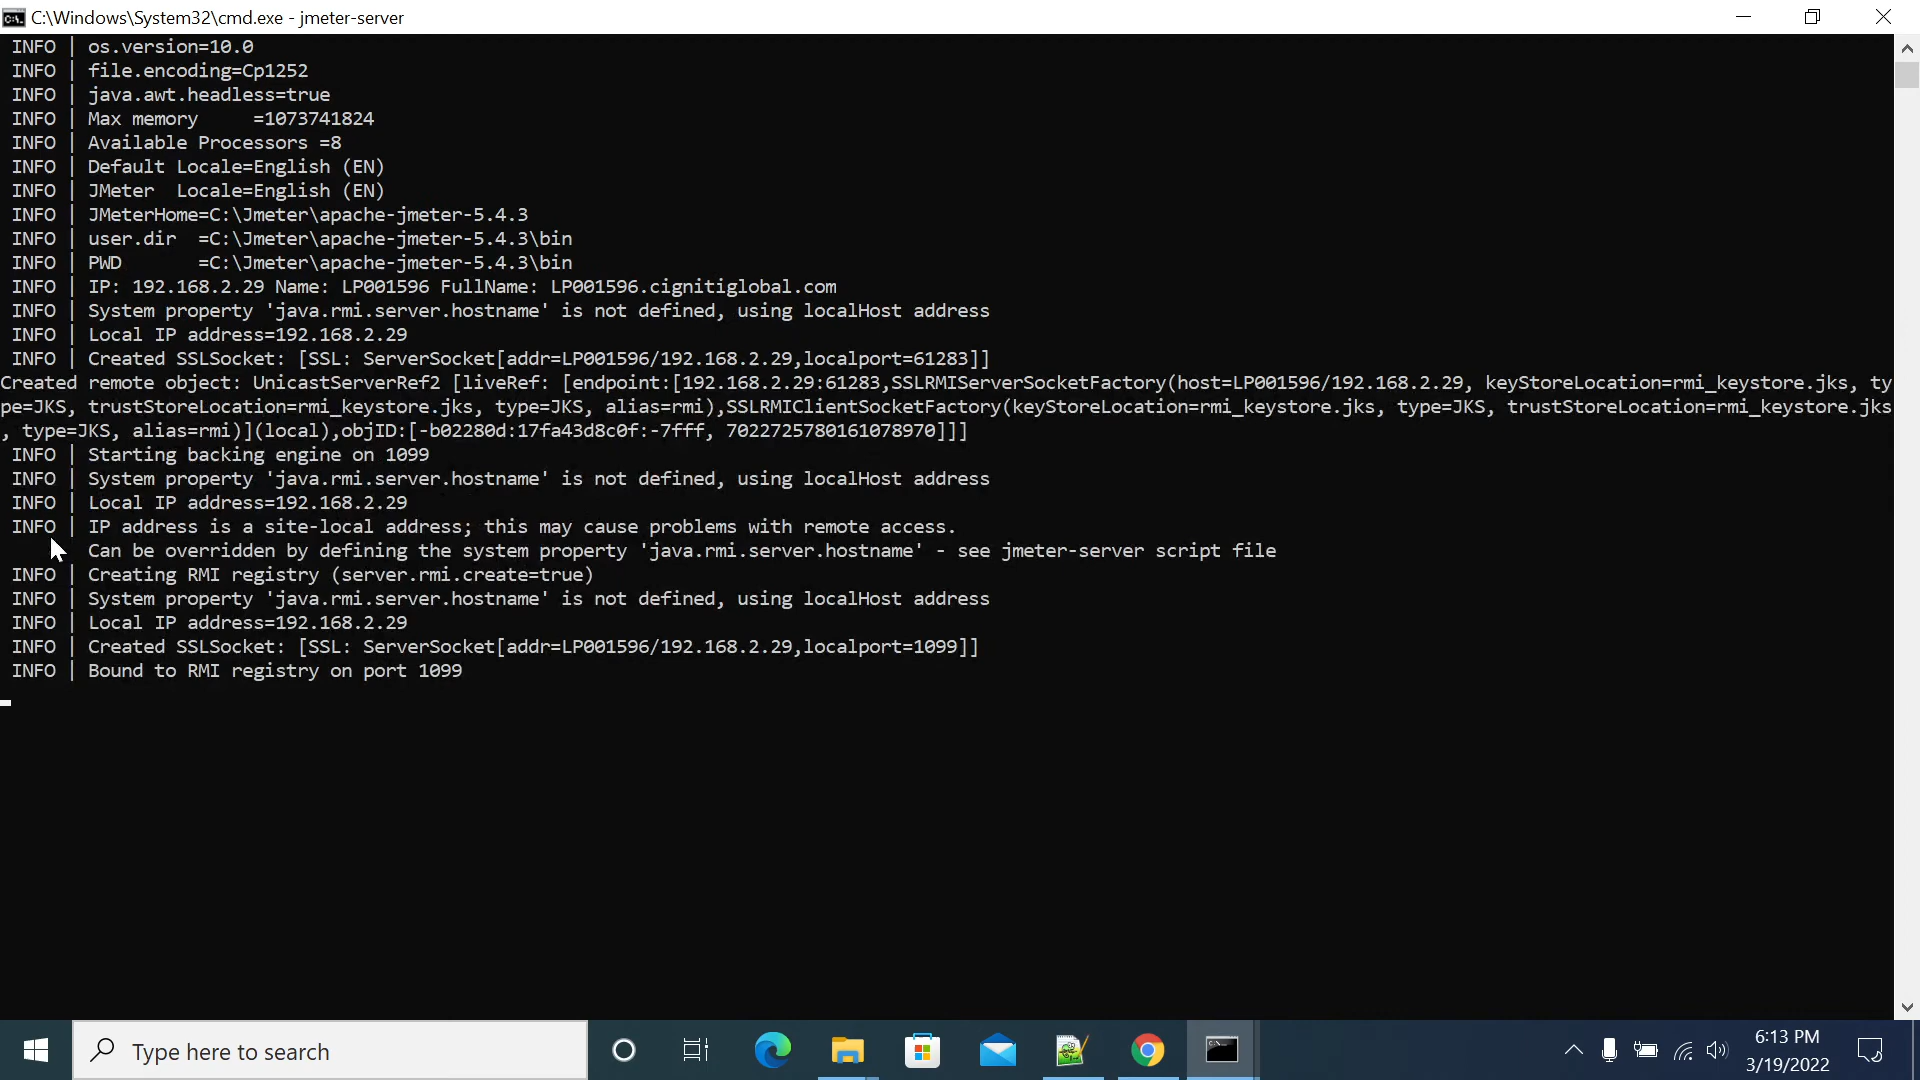 C:\Windows\System32\cmd.exe - jmeter-server
INFO | os.version=10.0
INFO | file.encoding=Cp1252
INFO | java.awt.headless=true
INFO | Max memory     =1073741824
INFO | Available Processors =8
INFO | Default Locale=English (EN)
INFO | JMeter  Locale=English (EN)
INFO | JMeterHome=C:\Jmeter\apache-jmeter-5.4.3
INFO | user.dir  =C:\Jmeter\apache-jmeter-5.4.3\bin
INFO | PWD       =C:\Jmeter\apache-jmeter-5.4.3\bin
INFO | IP: 192.168.2.29 Name: LP001596 FullName: LP001596.cignitiglobal.com
INFO | System property 'java.rmi.server.hostname' is not defined, using localHost address
INFO | Local IP address=192.168.2.29
INFO | Created SSLSocket: [SSL: ServerSocket[addr=LP001596/192.168.2.29,localport=61283]]
Created remote object: UnicastServerRef2 [liveRef: [endpoint:[192.168.2.29:61283,SSLRMIServerSocketFactory(host=LP001596/192.168.2.29, keyStoreLocation=rmi_keystore.jks, ty
pe=JKS, trustStoreLocation=rmi_keystore.jks, type=JKS, alias=rmi),SSLRMIClientSocketFactory(keyStoreLocation=rmi_keystore.jks, type=JKS, trustStoreLocation=rmi_keystore.jks
, type=JKS, alias=rmi)](local),objID:[-b02280d:17fa43d8c0f:-7fff, 7022725780161078970]]]
INFO | Starting backing engine on 1099
INFO | System property 'java.rmi.server.hostname' is not defined, using localHost address
INFO | Local IP address=192.168.2.29
INFO | IP address is a site-local address; this may cause problems with remote access.
Can be overridden by defining the system property 'java.rmi.server.hostname' - see jmeter-server script file
INFO | Creating RMI registry (server.rmi.create=true)
INFO | System property 'java.rmi.server.hostname' is not defined, using localHost address
INFO | Local IP address=192.168.2.29
INFO | Created SSLSocket: [SSL: ServerSocket[addr=LP001596/192.168.2.29,localport=1099]]
INFO | Bound to RMI registry on port 1099
Type here to search
6:13 PM
3/19/2022